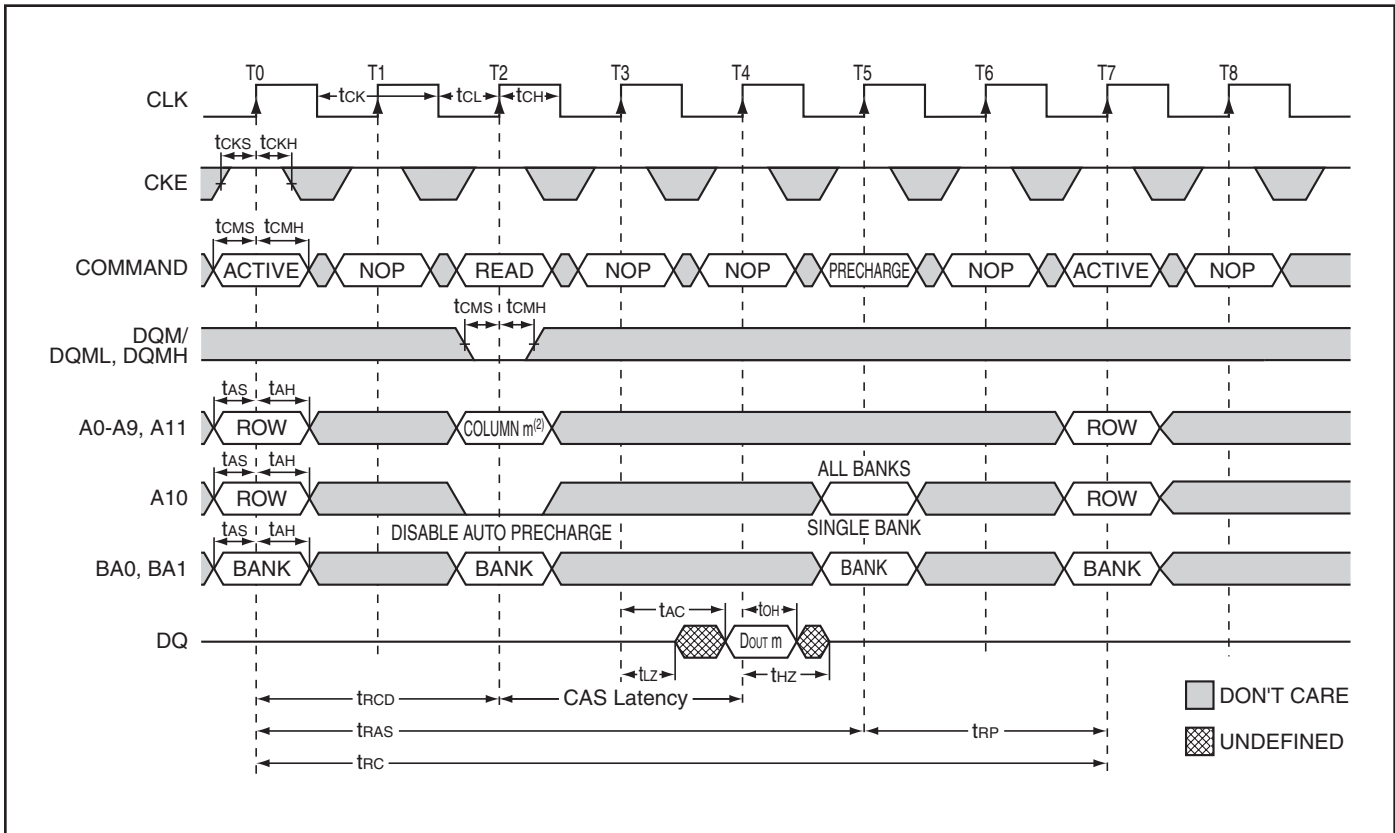 T0 T1 T2 T3 T4 T5 T6 T7 T8
CLK
tCK tCL tCH
tCKS tCKH
CKE
tCMS tCMH
COMMAND ACTIVE NOP READ NOP NOP PRECHARGE NOP ACTIVE NOP
tCMS tCMH
DQM/
DQML, DQMH
tAS tAH
A0-A9, A11 ROW COLUMN m(2) ROW
tAS tAH ALL BANKS
A10 ROW ROW
DISABLE AUTO PRECHARGE SINGLE BANK
tAS tAH
BA0, BA1 BANK BANK BANK BANK
tAC tOH
DQ DOUT m
tLZ tHZ
tRCD CAS Latency
DON'T CARE
tRAS tRP
UNDEFINED
tRC